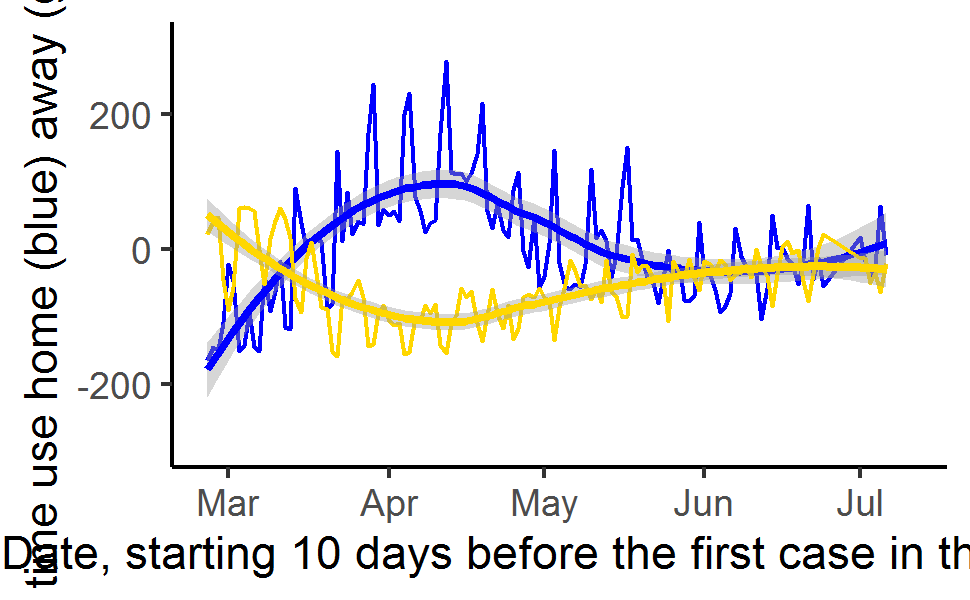 time use home (blue) away (
200
0
-200
Mar Apr May Jun Jul
Date, starting 10 days before the first case in th